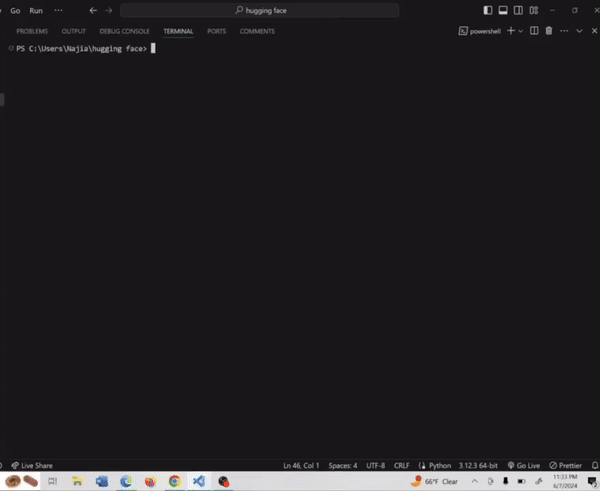 Go Run ··· hugging face
PROBLEMS OUTPUT DEBUG CONSOLE TERMINAL PORTS COMMENTS powershell
PS C:\Users\Najia\hugging face>
Live Share Ln 46, Col 1 Spaces: 4 UTF-8 CRLF Python 3.12.3 64-bit Go Live Prettier
66°F Clear 11:33 PM
6/7/2024